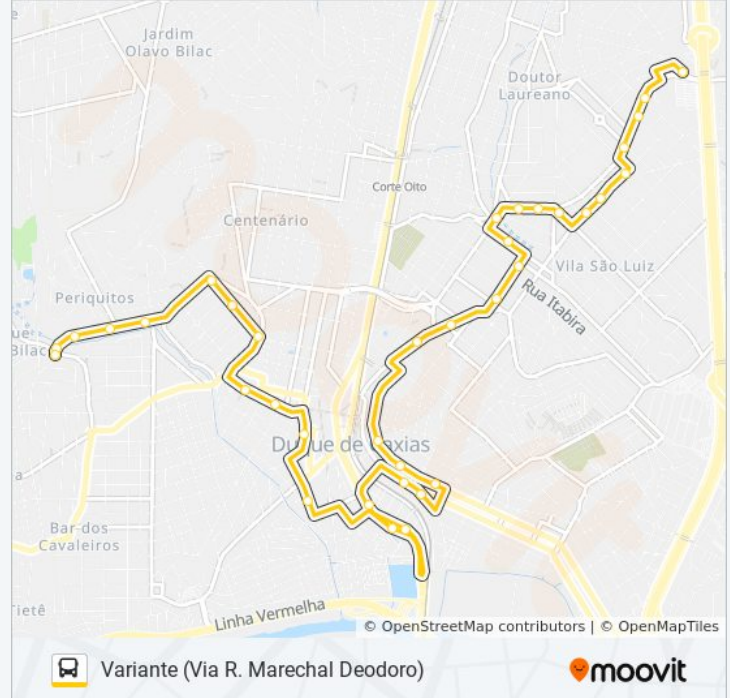 Jardim
Olavo Bilac
Doutor
Laureano
Corte Oito
Centenário
Vila São Luiz
Periquitos
Rua Itabira
Bilac
Duque de Caxias
a
Bar dos
Cavaleiros
Tietê
Linha Vermelha
© OpenStreetMap contributors | © OpenMapTiles
Variante (Via R. Marechal Deodoro)
moovit